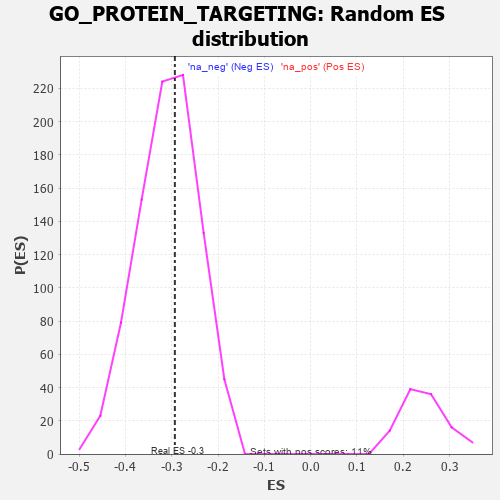 GO_PROTEIN_TARGETING: Random ES
distribution
'na_neg' (Neg ES) 'na_pos' (Pos ES)
220
200
180
160
140
120
100
80
60
40
20
0
P(ES)
Real ES -0.3
Sets with pos scores: 11%
-0.5 -0.4 -0.3 -0.2 -0.1 0.0 0.1 0.2 0.3
ES